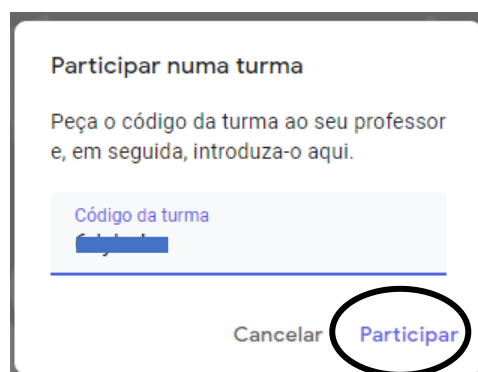 Participar numa turma
Peça o código da turma ao seu professor
e, em seguida, introduza-o aqui.
Código da turma
Cancelar Participar